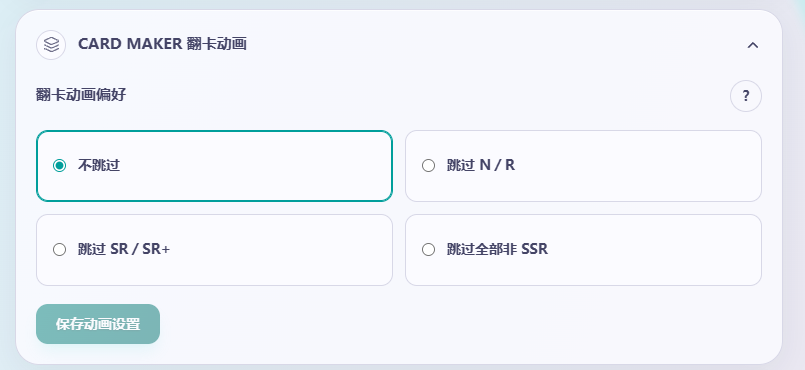 CARD MAKER 翻卡动画
翻卡动画偏好
?
不跳过
跳过 N / R
跳过 SR / SR+
跳过全部非 SSR
保存动画设置